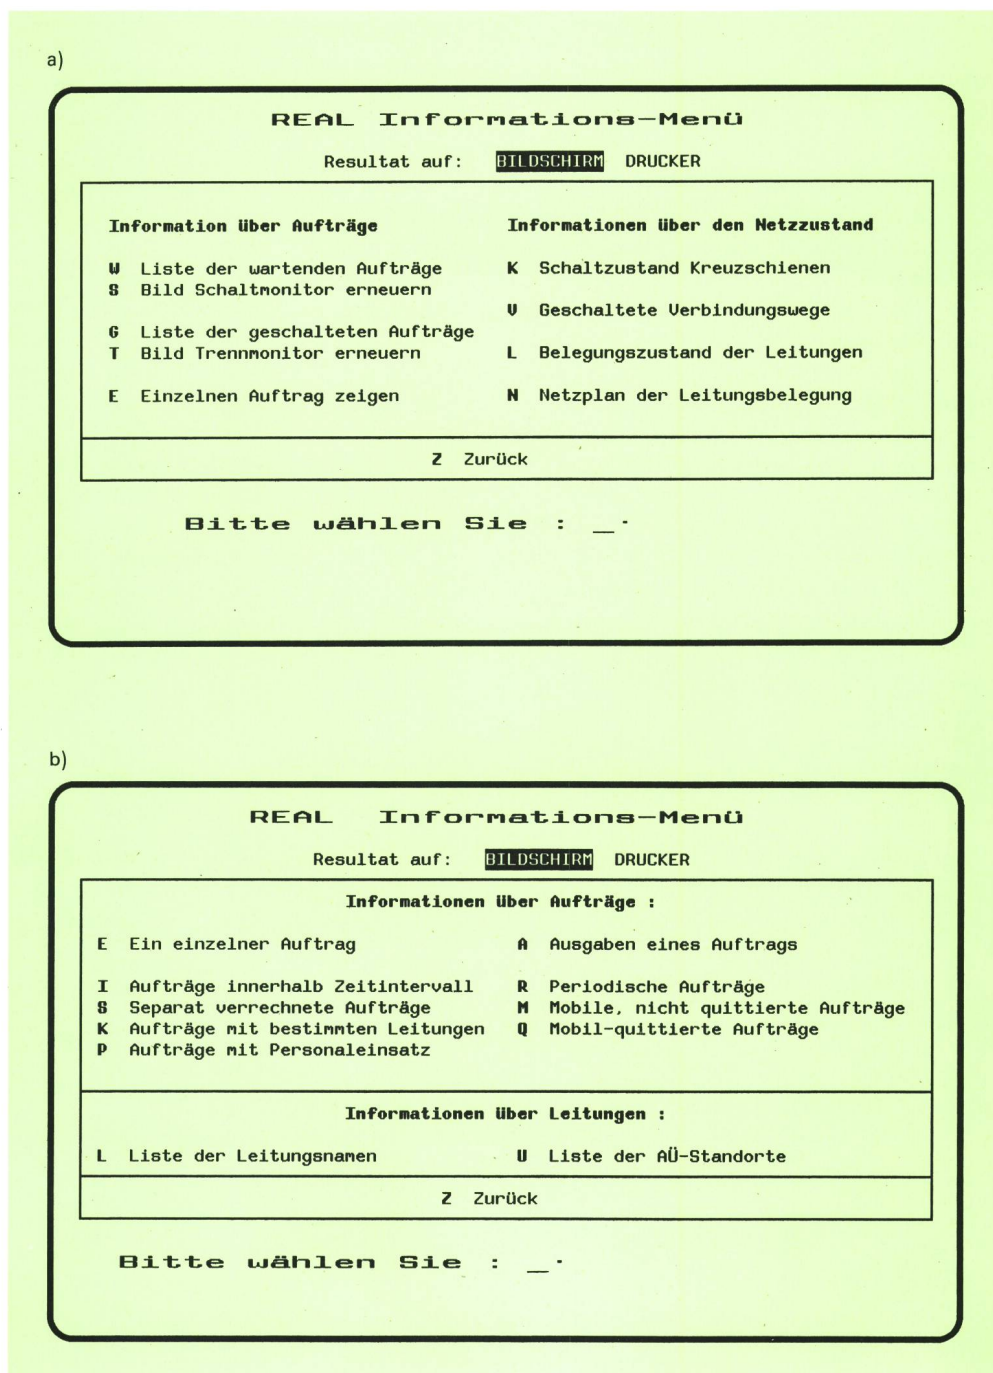 a)
REAL Informations-Menü
Resultat auf: BILDSCHIRM DRUCKER
Information über Aufträge
W Liste der wartenden Aufträge
S Bild Schaltmonitor erneuern
G Liste der geschalteten Aufträge
T Bild Trennmonitor erneuern
E Einzelnen Auftrag zeigen
Informationen über den Netzzustand
K Schaltzustand Kreuzschienen
V Geschaltete Verbindungswege
L Belegungszustand der Leitungen
N Netzplan der Leitungsbelegung
Z Zurück
Bitte wählen Sie : _
b)
REAL Informations-Menü
Resultat auf: BILDSCHIRM DRUCKER
Informationen über Aufträge :
E Ein einzelner Auftrag
I Aufträge innerhalb Zeitintervall
S Separat verrechnete Aufträge
K Aufträge mit bestimmten Leitungen
P Aufträge mit Personaleinsatz
A Ausgaben eines Auftrags
R Periodische Aufträge
M Mobile, nicht quittierte Aufträge
Q Mobil-quittierte Aufträge
Informationen über Leitungen :
L Liste der Leitungsnamen
U Liste der AÜ-Standorte
Z Zurück
Bitte wählen Sie : _